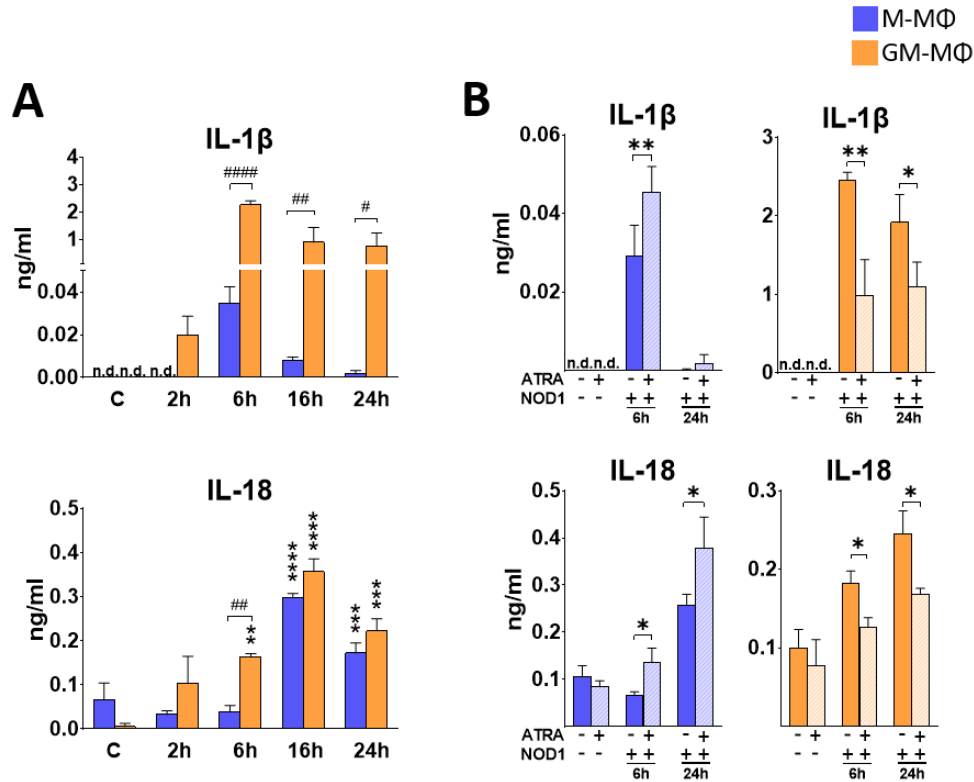 M-MΦ
GM-MΦ
A
IL-1β
4
3
2
1
0.04
0.02
0.00
ng/ml
####
##
#
n.d. n.d. n.d.
C 2h 6h 16h 24h
IL-18
0.5
0.4
0.3
0.2
0.1
0.0
ng/ml
##
**
****
****
***
***
C 2h 6h 16h 24h
B
IL-1β
0.06
0.04
0.02
0.00
ng/ml
**
n.d. n.d.
ATRA - + - + - +
NOD1 - - + + + +
6h 24h
IL-1β
3
2
1
0
**
*
n.d. n.d.
- + - + - +
- - + + + +
6h 24h
IL-18
0.5
0.4
0.3
0.2
0.1
0.0
ng/ml
*
*
ATRA - + - + - +
NOD1 - - + + + +
6h 24h
IL-18
0.3
0.2
0.1
0.0
*
*
- + - + - +
- - + + + +
6h 24h